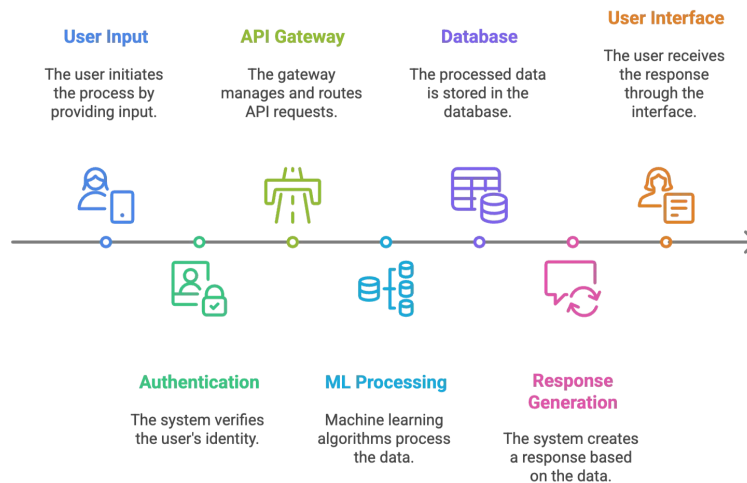 User Input
The user initiates
the process by
providing input.
Authentication
The system verifies
the user's identity.
API Gateway
The gateway
manages and routes
API requests.
ML Processing
Machine learning
algorithms process
the data.
Database
The processed data
is stored in the
database.
Response
Generation
The system creates
a response based
on the data.
User Interface
The user receives
the response
through the
interface.